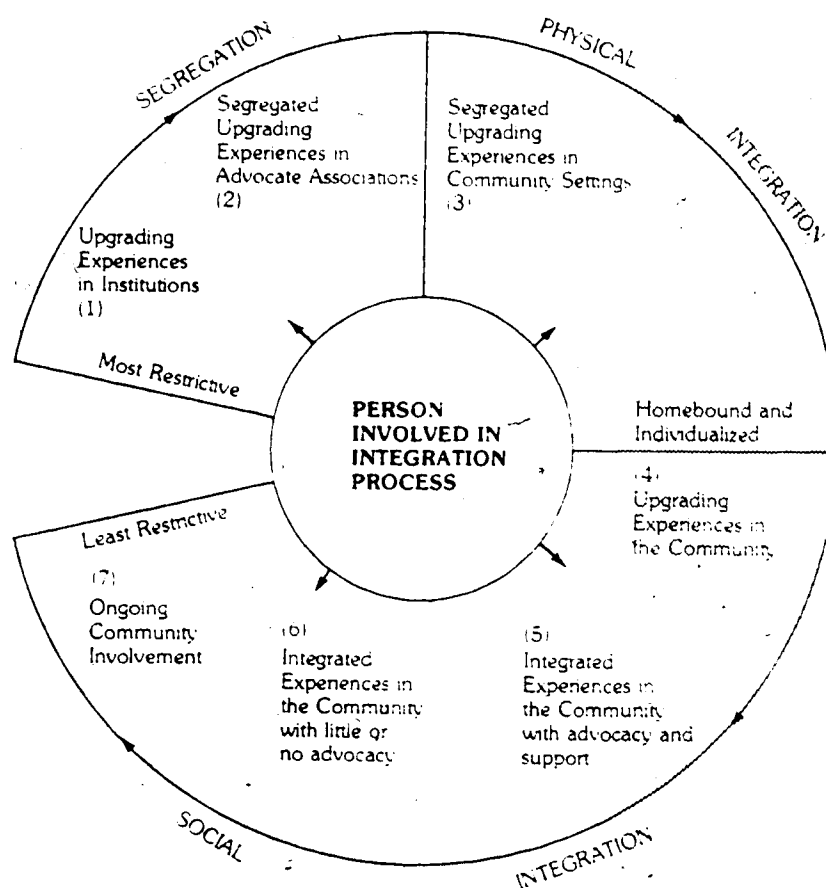 SEGREGATION
PHYSICAL
INTEGRATION
Segregated
Upgrading
Experiences in
Advocate Associations
(2)
Segregated
Upgrading
Experiences in
Community Settings
(3)
Upgrading
Experiences
in Institutions
(1)
Most Restrictive
PERSON
INVOLVED IN
INTEGRATION
PROCESS
Homebound and
Individualized
(4)
Upgrading
Experiences in
the Community
Least Restrictive
(7)
Ongoing
Community
Involvement
(6)
Integrated
Experiences in
the Community
with little or
no advocacy
(5)
Integrated
Experiences in
the Community
with advocacy and
support
SOCIAL
INTEGRATION